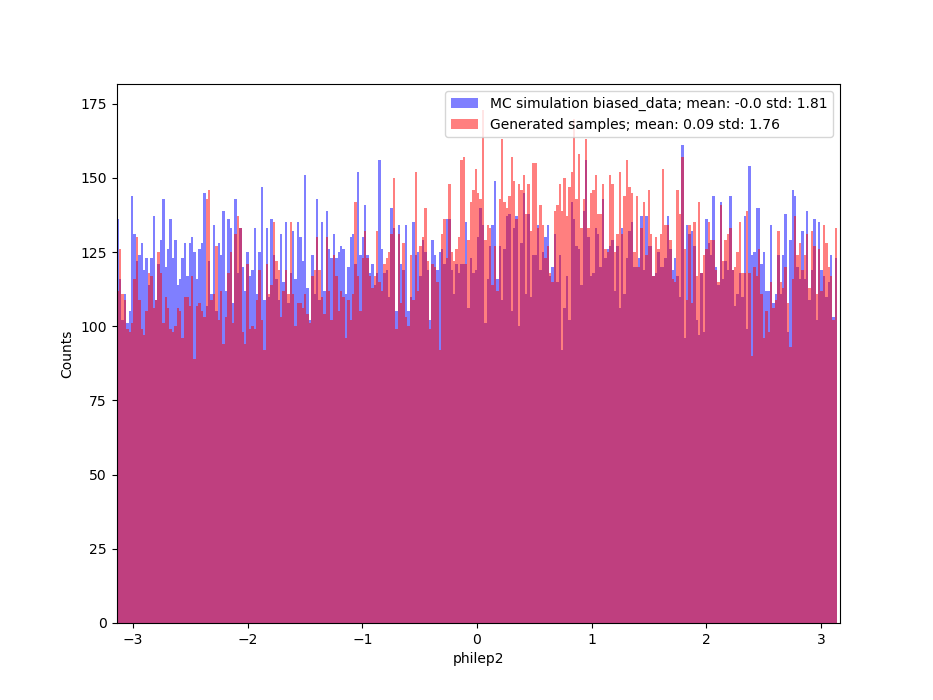 MC simulation biased_data; mean: -0.0 std: 1.81
Generated samples; mean: 0.09 std: 1.76
175
150
125
100
75
50
25
0
Counts
−3 −2 −1 0 1 2 3
philep2